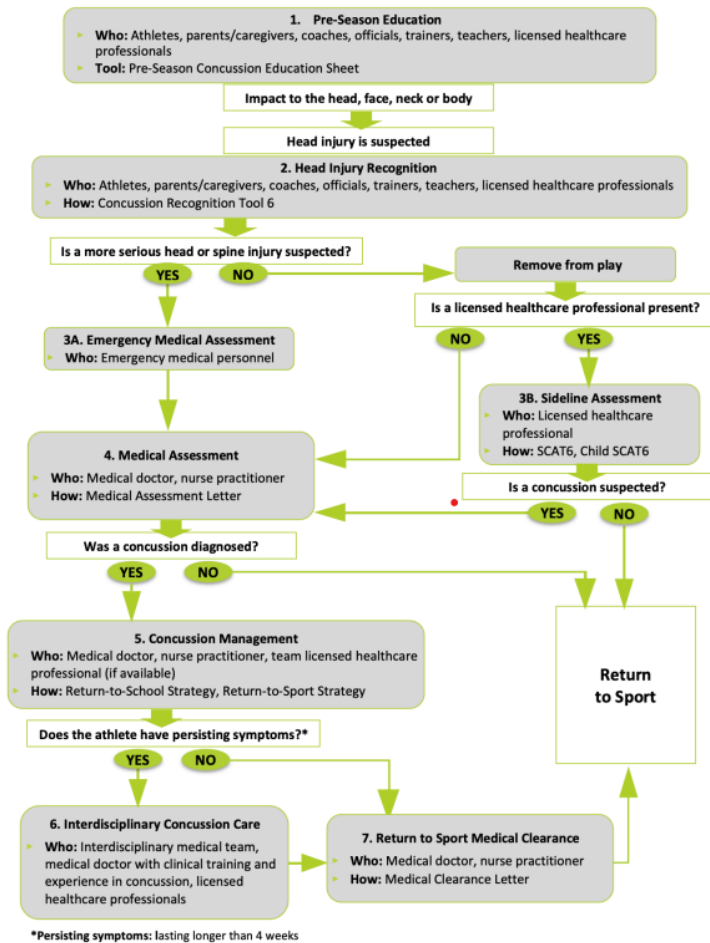 1. Pre-Season Education
Who: Athletes, parents/caregivers, coaches, officials, trainers, teachers, licensed healthcare
professionals
Tool: Pre-Season Concussion Education Sheet
Impact to the head, face, neck or body
Head injury is suspected
2. Head Injury Recognition
Who: Athletes, parents/caregivers, coaches, officials, trainers, teachers, licensed healthcare professionals
How: Concussion Recognition Tool 6
Is a more serious head or spine injury suspected?
YES
NO
Remove from play
Is a licensed healthcare professional present?
NO
YES
3A. Emergency Medical Assessment
Who: Emergency medical personnel
3B. Sideline Assessment
Who: Licensed healthcare
professional
How: SCAT6, Child SCAT6
Is a concussion suspected?
YES
NO
4. Medical Assessment
Who: Medical doctor, nurse practitioner
How: Medical Assessment Letter
Was a concussion diagnosed?
YES
NO
5. Concussion Management
Who: Medical doctor, nurse practitioner, team licensed healthcare
professional (if available)
How: Return-to-School Strategy, Return-to-Sport Strategy
Return
to Sport
Does the athlete have persisting symptoms?*
YES
NO
6. Interdisciplinary Concussion Care
Who: Interdisciplinary medical team,
medical doctor with clinical training and
experience in concussion, licensed
healthcare professionals
7. Return to Sport Medical Clearance
Who: Medical doctor, nurse practitioner
How: Medical Clearance Letter
*Persisting symptoms: lasting longer than 4 weeks